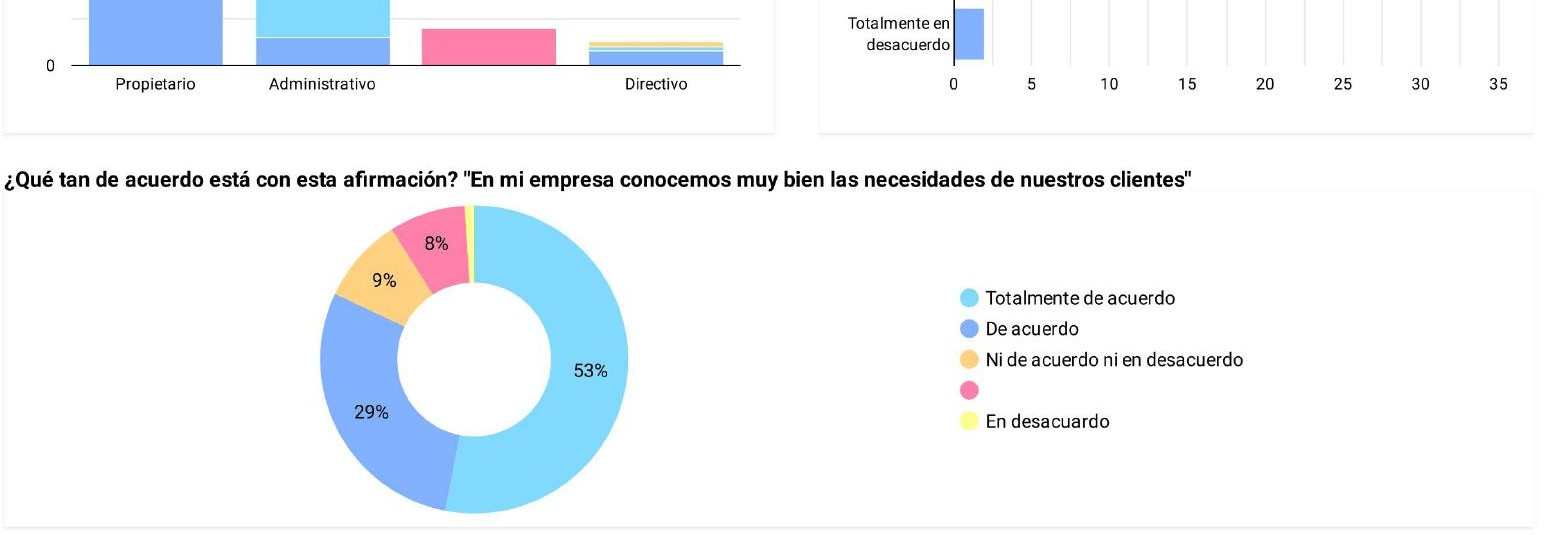 0
Propietario
Administrativo
Directivo
Totalmente en
desacuerdo
0
5
10
15
20
25
30
35
¿Qué tan de acuerdo está con esta afirmación? "En mi empresa conocemos muy bien las necesidades de nuestros clientes"
8%
9%
53%
29%
Totalmente de acuerdo
De acuerdo
Ni de acuerdo ni en desacuerdo
En desacuardo